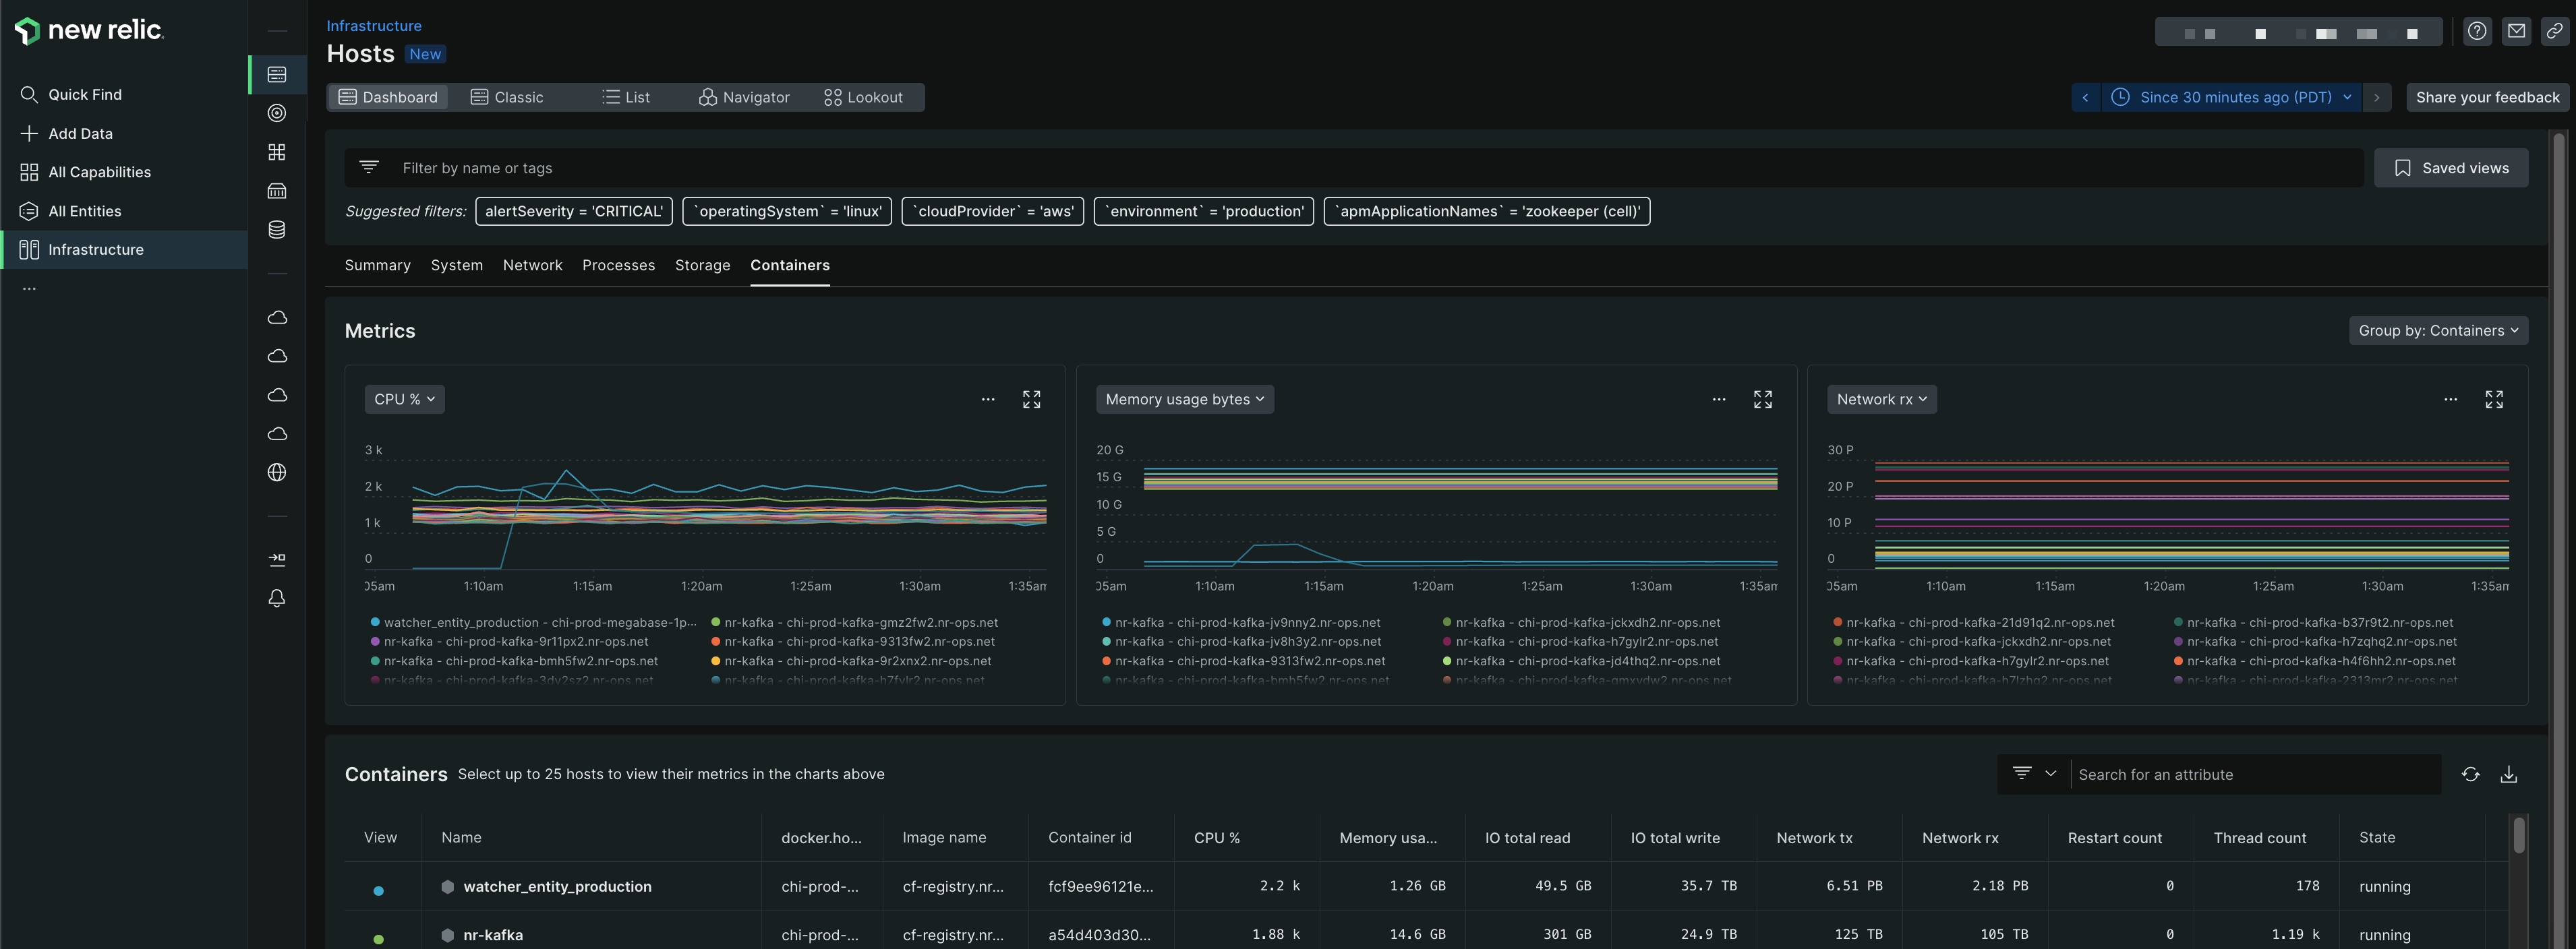 new relic.
Quick Find
Add Data
All Capabilities
All Entities
Infrastructure
...
Infrastructure
Hosts New
Dashboard Classic List Navigator Lookout
Since 30 minutes ago (PDT)
Share your feedback
Filter by name or tags
Saved views
Suggested filters: alertSeverity = 'CRITICAL' `operatingSystem` = 'linux' `cloudProvider` = 'aws' `environment` = 'production' `apmApplicationNames` = 'zookeeper (cell)'
Summary System Network Processes Storage Containers
Metrics
Group by: Containers
CPU %
3 k
2 k
1 k
0
05am 1:10am 1:15am 1:20am 1:25am 1:30am 1:35am
watcher_entity_production - chi-prod-megabase-1p... nr-kafka - chi-prod-kafka-gmz2fw2.nr-ops.net
nr-kafka - chi-prod-kafka-9r11px2.nr-ops.net nr-kafka - chi-prod-kafka-9313fw2.nr-ops.net
nr-kafka - chi-prod-kafka-bmh5fw2.nr-ops.net nr-kafka - chi-prod-kafka-9r2xnx2.nr-ops.net
nr-kafka - chi-prod-kafka-3dv2sz2.nr-ops.net nr-kafka - chi-prod-kafka-h7fylr2.nr-ops.net
Memory usage bytes
20 G
15 G
10 G
5 G
0
05am 1:10am 1:15am 1:20am 1:25am 1:30am 1:35am
nr-kafka - chi-prod-kafka-jv9nny2.nr-ops.net nr-kafka - chi-prod-kafka-jckxdh2.nr-ops.net
nr-kafka - chi-prod-kafka-jv8h3y2.nr-ops.net nr-kafka - chi-prod-kafka-h7gylr2.nr-ops.net
nr-kafka - chi-prod-kafka-9313fw2.nr-ops.net nr-kafka - chi-prod-kafka-jd4thq2.nr-ops.net
nr-kafka - chi-prod-kafka-bmh5fw2.nr-ops.net nr-kafka - chi-prod-kafka-gmxvdw2.nr-ops.net
Network rx
30 P
20 P
10 P
0
05am 1:10am 1:15am 1:20am 1:25am 1:30am 1:35am
nr-kafka - chi-prod-kafka-21d91q2.nr-ops.net nr-kafka - chi-prod-kafka-b37r9t2.nr-ops.net
nr-kafka - chi-prod-kafka-jckxdh2.nr-ops.net nr-kafka - chi-prod-kafka-h7zqhq2.nr-ops.net
nr-kafka - chi-prod-kafka-h7gylr2.nr-ops.net nr-kafka - chi-prod-kafka-h4f6hh2.nr-ops.net
nr-kafka - chi-prod-kafka-h7lzhq2.nr-ops.net nr-kafka - chi-prod-kafka-2313mr2.nr-ops.net
Containers Select up to 25 hosts to view their metrics in the charts above
Search for an attribute
View Name docker.ho... Image name Container id CPU % Memory usa... IO total read IO total write Network tx Network rx Restart count Thread count State
watcher_entity_production chi-prod-... cf-registry.nr... fcf9ee96121e... 2.2 k 1.26 GB 49.5 GB 35.7 TB 6.51 PB 2.18 PB 0 178 running
nr-kafka chi-prod-... cf-registry.nr... a54d403d30... 1.88 k 14.6 GB 301 GB 24.9 TB 125 TB 105 TB 0 1.19 k running